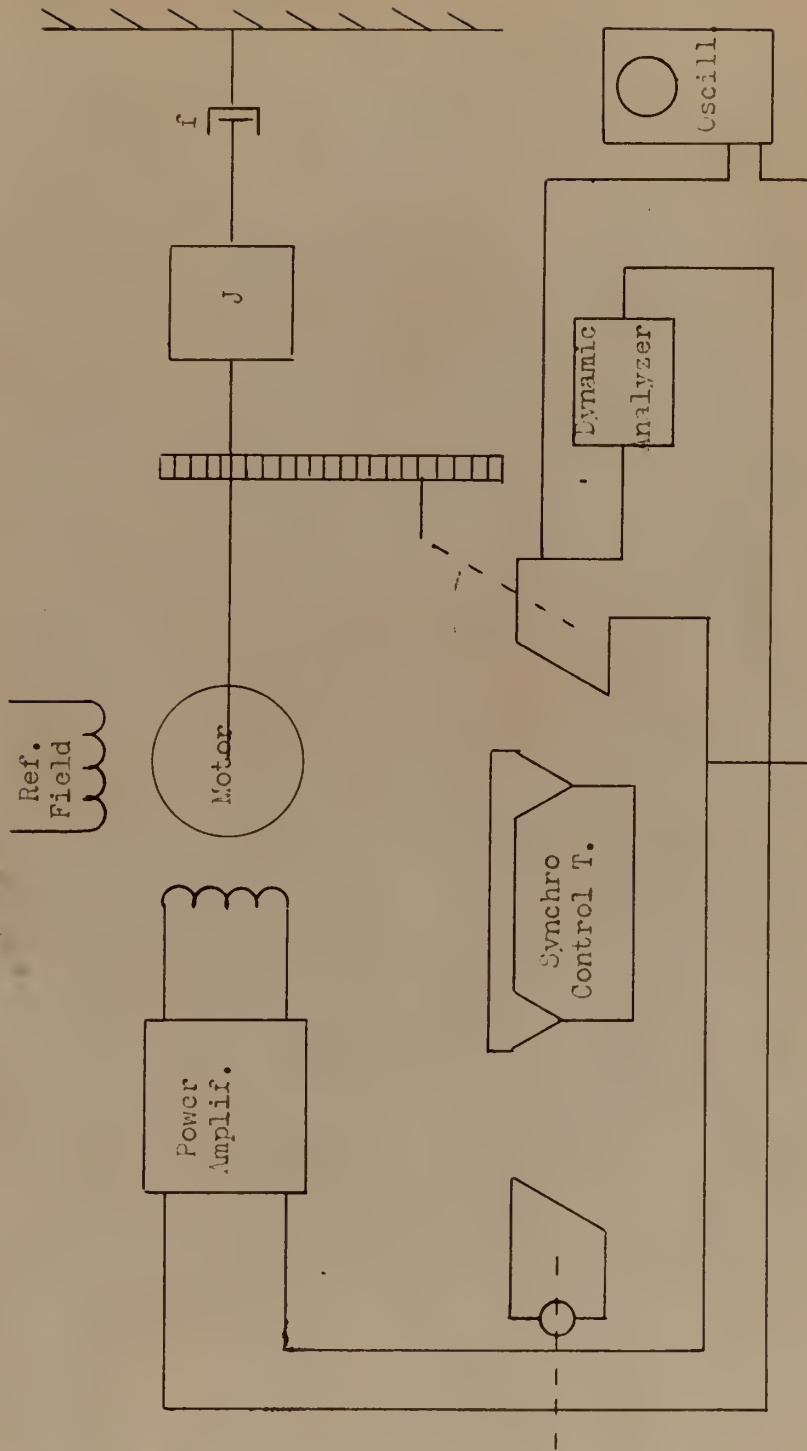 Ref.
Field
Motor
f
J
Power
Amplif.
Synchro
Control T.
Dynamic
Analyzer
Oscill